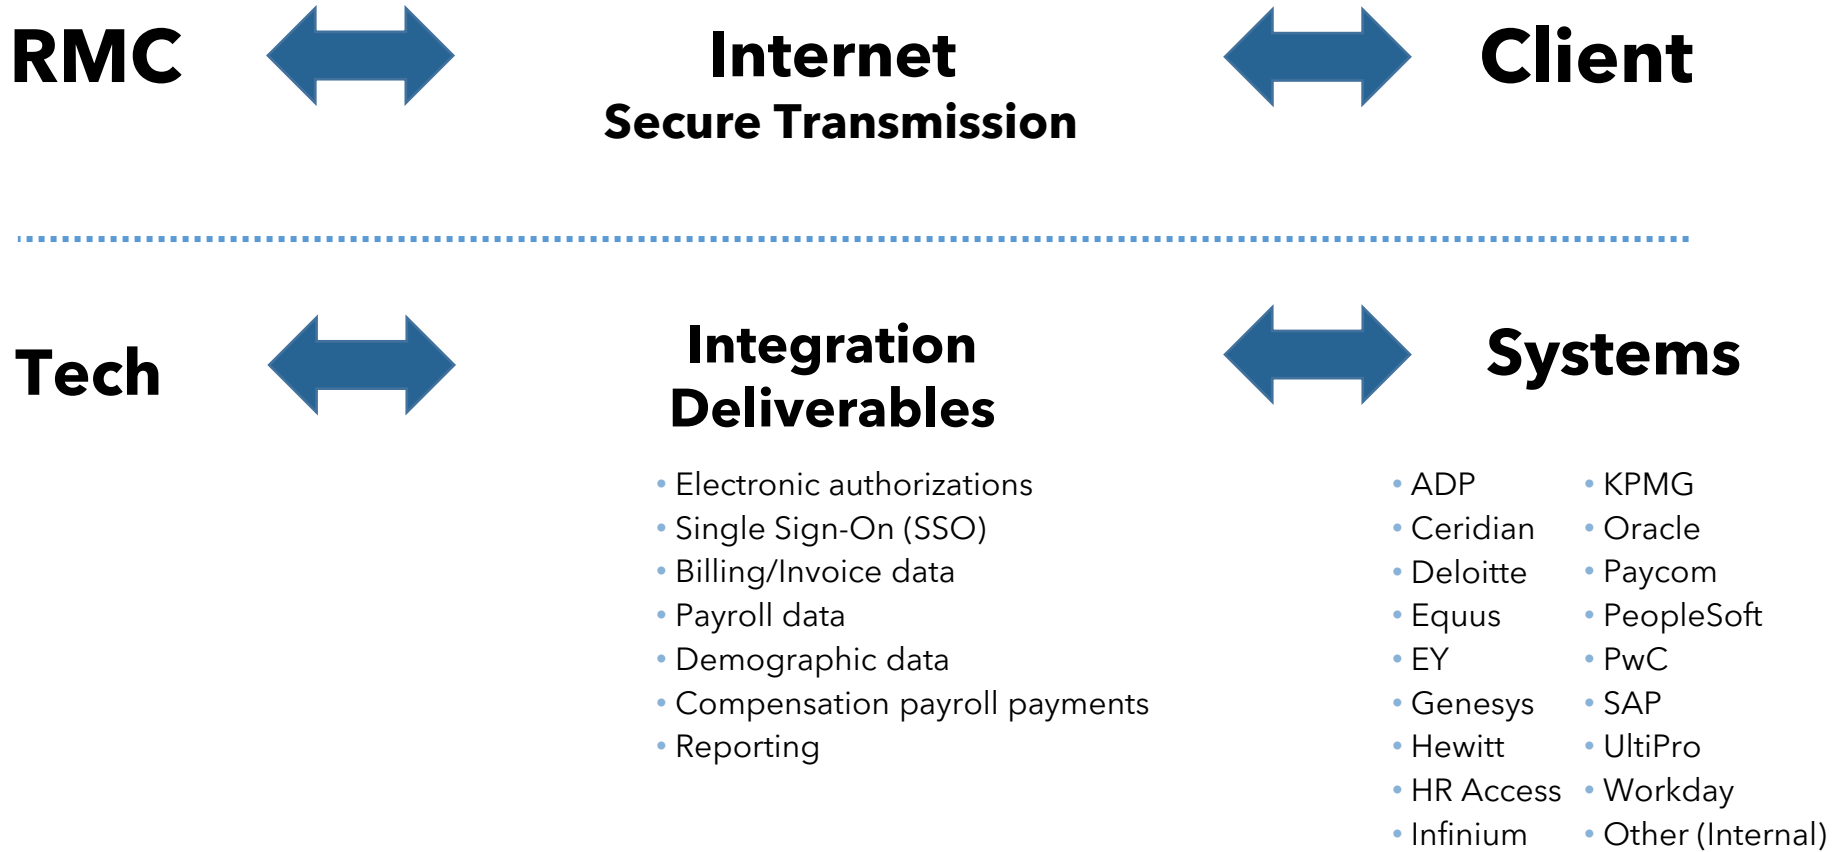 RMC
Internet
Secure Transmission
Client
Tech
Integration
Deliverables
Systems
• Electronic authorizations
• Single Sign-On (SSO)
• Billing/Invoice data
• Payroll data
• Demographic data
• Compensation payroll payments
• Reporting
• ADP
• Ceridian
• Deloitte
• Equus
• EY
• Genesys
• Hewitt
• HR Access
• Infinium
• KPMG
• Oracle
• Paycom
• PeopleSoft
• PwC
• SAP
• UltiPro
• Workday
• Other (Internal)